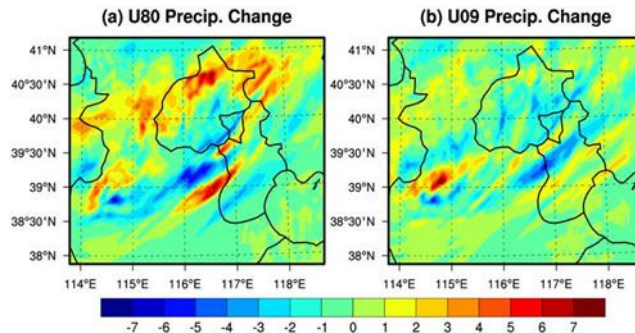 (a) U80 Precip. Change
(b) U09 Precip. Change
41°N
40°30'N
40°N
39°30'N
39°N
38°30'N
38°N
114°E 115°E 116°E 117°E 118°E
41°N
40°30'N
40°N
39°30'N
39°N
38°30'N
38°N
114°E 115°E 116°E 117°E 118°E
-7 -6 -5 -4 -3 -2 -1 0 1 2 3 4 5 6 7